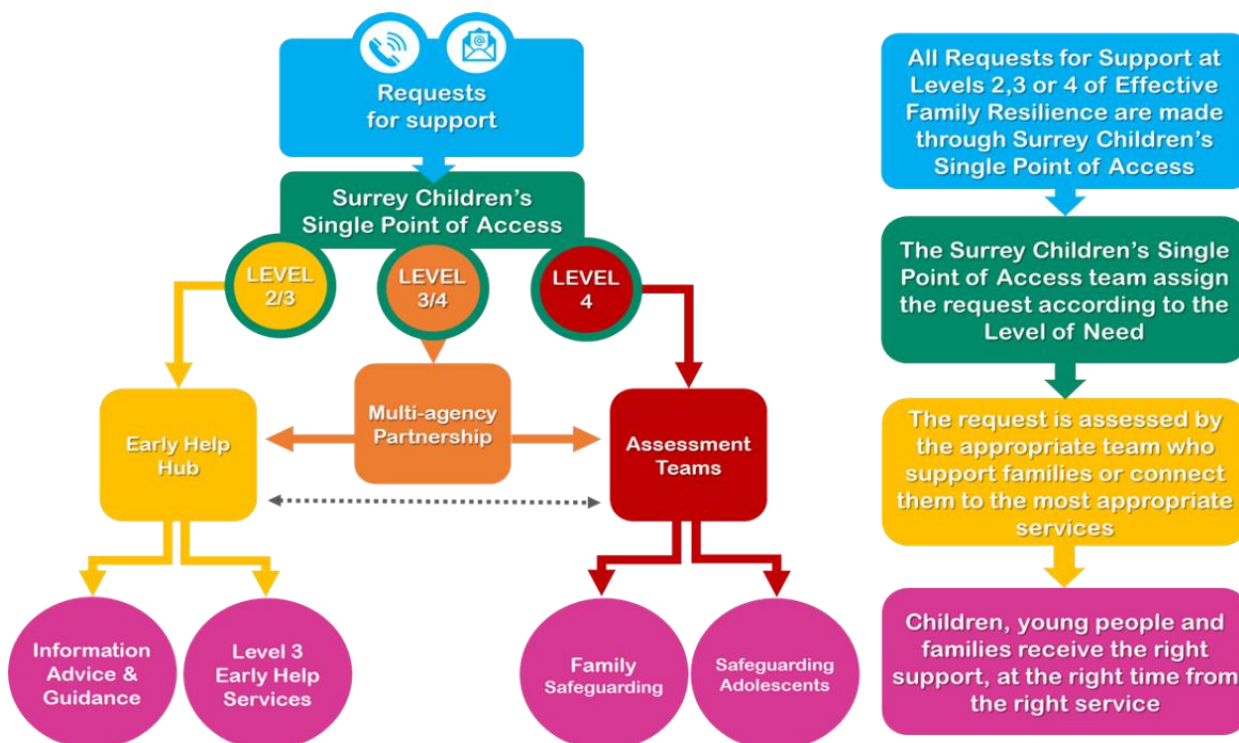 Requests
for support
Surrey Children's
Single Point of Access
LEVEL
2/3
LEVEL
3/4
LEVEL
4
Early Help
Hub
Multi-agency
Partnership
Assessment
Teams
Information
Advice &
Guidance
Level 3
Early Help
Services
Family
Safeguarding
Safeguarding
Adolescents
All Requests for Support at
Levels 2,3 or 4 of Effective
Family Resilience are made
through Surrey Children's
Single Point of Access
The Surrey Children's Single
Point of Access team assign
the request according to the
Level of Need
The request is assessed by
the appropriate team who
support families or connect
them to the most appropriate
services
Children, young people and
families receive the right
support, at the right time from
the right service